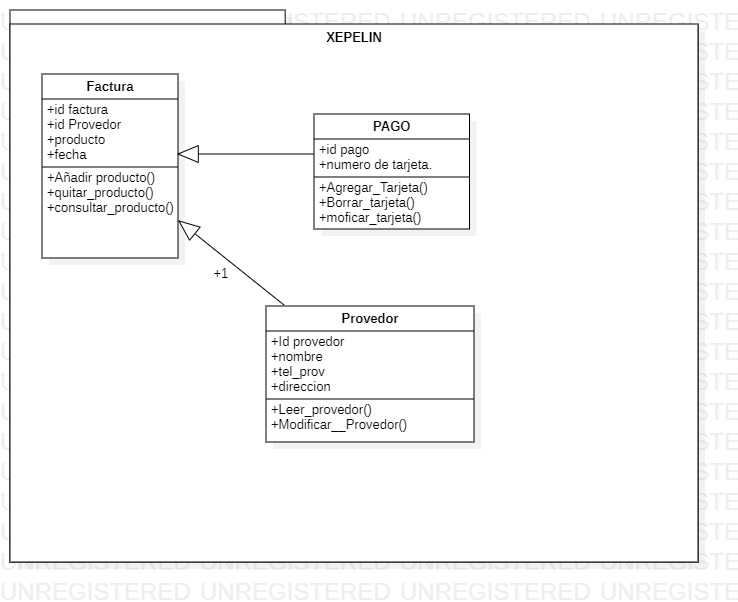 XEPELIN
Factura
+id factura
+id Provedor
+producto
+fecha
+Añadir producto()
+quitar_producto()
+consultar_producto()
PAGO
+id pago
+numero de tarjeta.
+Agregar_Tarjeta()
+Borrar_tarjeta()
+moficar_tarjeta()
+1
Provedor
+Id provedor
+nombre
+tel_prov
+direccion
+Leer_provedor()
+Modificar__Provedor()
UNREGISTERED UNREGISTERED UNREGISTERED UNREGISTE